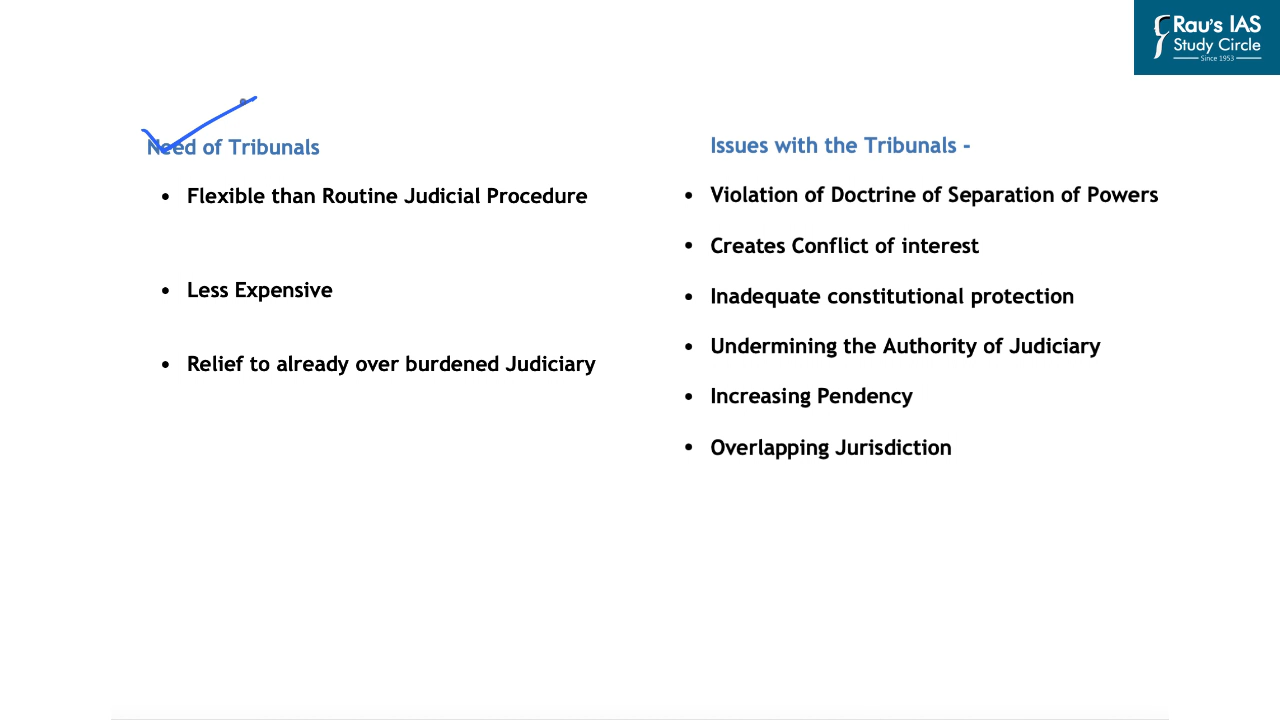 Rau's IAS
Study Circle
Since 1953
Need of Tribunals
• Flexible than Routine Judicial Procedure
• Less Expensive
• Relief to already over burdened Judiciary
Issues with the Tribunals -
• Violation of Doctrine of Separation of Powers
• Creates Conflict of interest
• Inadequate constitutional protection
• Undermining the Authority of Judiciary
• Increasing Pendency
• Overlapping Jurisdiction